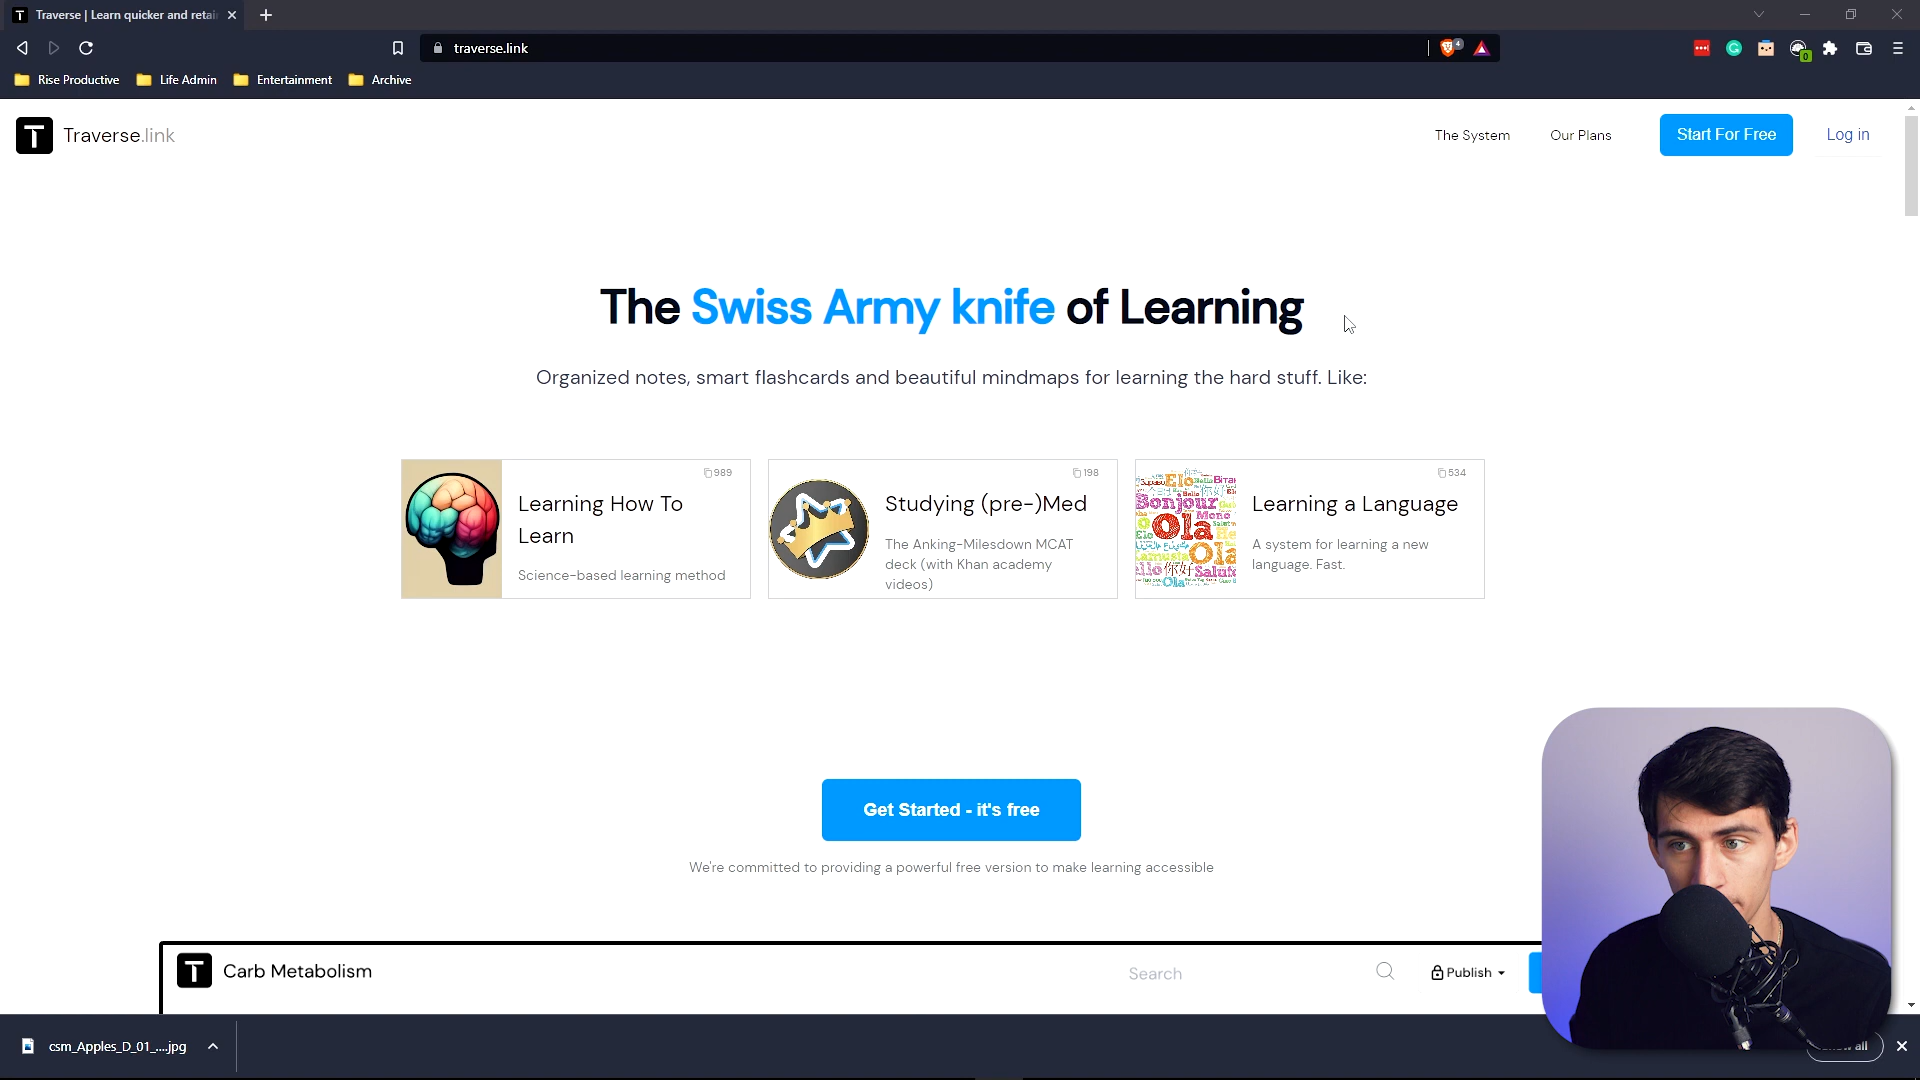 Traverse | Learn quicker and retai
traverse.link
4
0
Rise Productive
Life Admin
Entertainment
Archive
T Traverse.link
The System
Our Plans
Start For Free
Log in
The Swiss Army knife of Learning
Organized notes, smart flashcards and beautiful mindmaps for learning the hard stuff. Like:
989
Learning How To
Learn
Science-based learning method
198
Studying (pre-)Med
The Anking-Milesdown MCAT
deck (with Khan academy
videos)
534
Learning a Language
A system for learning a new
language. Fast.
Bonjour
Ola
Get Started - it's free
We're committed to providing a powerful free version to make learning accessible
T Carb Metabolism
Search
Publish
csm_Apples_D_01_....jpg
all